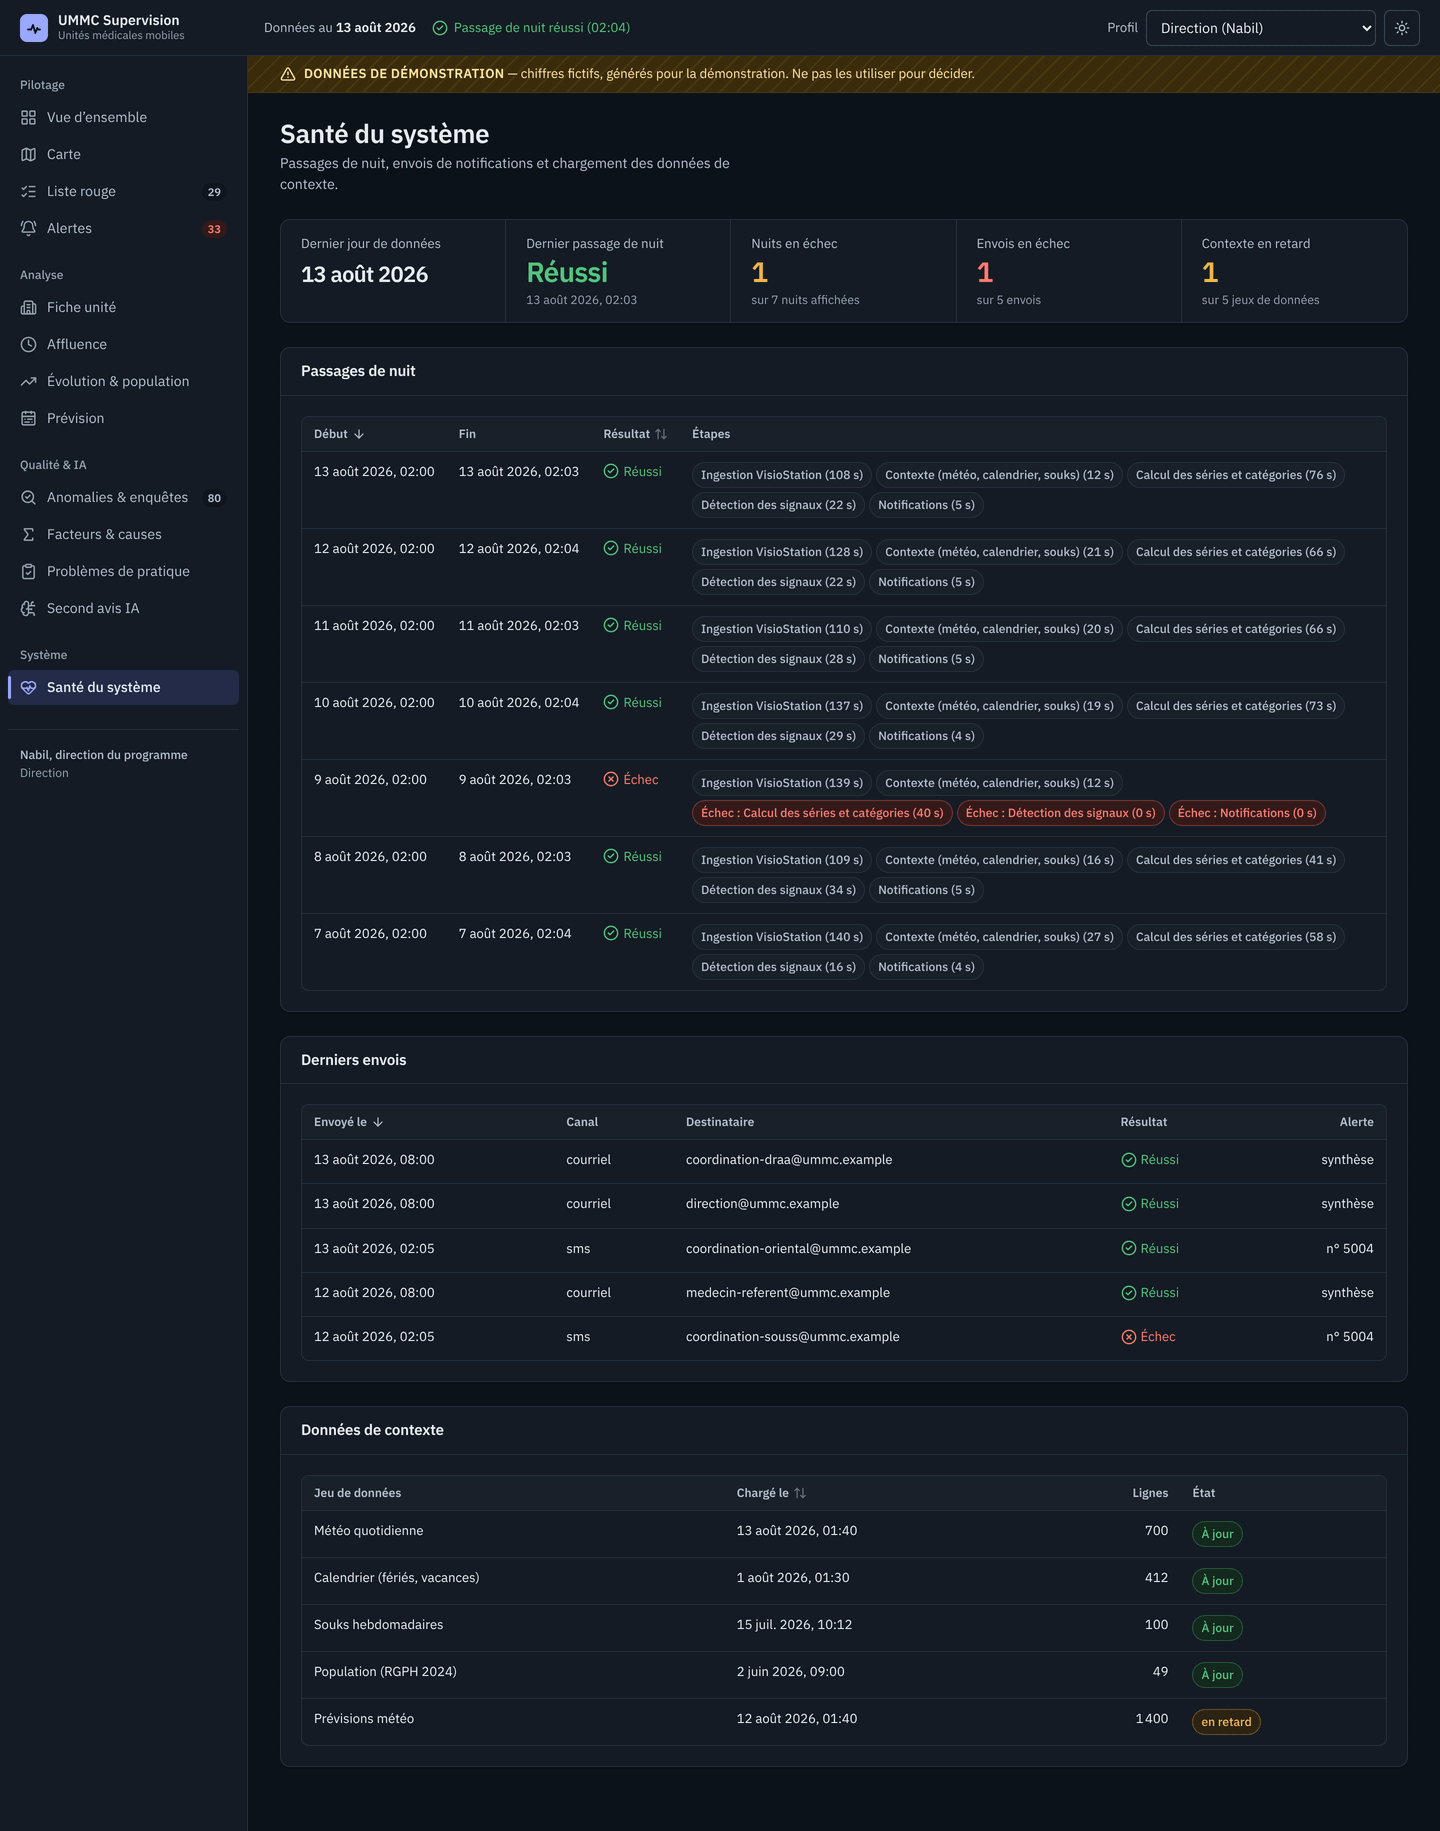 UMMC Supervision
Unités médicales mobiles
Données au 13 août 2026
Passage de nuit réussi (02:04)
Profil
Direction (Nabil)
Pilotage
Vue d’ensemble
Carte
Liste rouge 29
Alertes 33
Analyse
Fiche unité
Affluence
Évolution & population
Prévision
Qualité & IA
Anomalies & enquêtes 80
Facteurs & causes
Problèmes de pratique
Second avis IA
Système
Santé du système
Nabil, direction du programme
Direction
DONNÉES DE DÉMONSTRATION — chiffres fictifs, générés pour la démonstration. Ne pas les utiliser pour décider.
Santé du système
Passages de nuit, envois de notifications et chargement des données de
contexte.
Dernier jour de données
13 août 2026
Dernier passage de nuit
Réussi
13 août 2026, 02:03
Nuits en échec
1
sur 7 nuits affichées
Envois en échec
1
sur 5 envois
Contexte en retard
1
sur 5 jeux de données
Passages de nuit
Début Fin Résultat Étapes
13 août 2026, 02:00 13 août 2026, 02:03 Réussi Ingestion VisioStation (108 s) Contexte (météo, calendrier, souks) (12 s) Calcul des séries et catégories (76 s)
Détection des signaux (22 s) Notifications (5 s)
12 août 2026, 02:00 12 août 2026, 02:04 Réussi Ingestion VisioStation (128 s) Contexte (météo, calendrier, souks) (21 s) Calcul des séries et catégories (66 s)
Détection des signaux (22 s) Notifications (5 s)
11 août 2026, 02:00 11 août 2026, 02:03 Réussi Ingestion VisioStation (110 s) Contexte (météo, calendrier, souks) (20 s) Calcul des séries et catégories (66 s)
Détection des signaux (28 s) Notifications (5 s)
10 août 2026, 02:00 10 août 2026, 02:04 Réussi Ingestion VisioStation (137 s) Contexte (météo, calendrier, souks) (19 s) Calcul des séries et catégories (73 s)
Détection des signaux (29 s) Notifications (4 s)
9 août 2026, 02:00 9 août 2026, 02:03 Échec Ingestion VisioStation (139 s) Contexte (météo, calendrier, souks) (12 s)
Échec : Calcul des séries et catégories (40 s) Échec : Détection des signaux (0 s) Échec : Notifications (0 s)
8 août 2026, 02:00 8 août 2026, 02:03 Réussi Ingestion VisioStation (109 s) Contexte (météo, calendrier, souks) (16 s) Calcul des séries et catégories (41 s)
Détection des signaux (34 s) Notifications (5 s)
7 août 2026, 02:00 7 août 2026, 02:04 Réussi Ingestion VisioStation (140 s) Contexte (météo, calendrier, souks) (27 s) Calcul des séries et catégories (58 s)
Détection des signaux (16 s) Notifications (4 s)
Derniers envois
Envoyé le Canal Destinataire Résultat Alerte
13 août 2026, 08:00 courriel coordination-draa@ummc.example Réussi synthèse
13 août 2026, 08:00 courriel direction@ummc.example Réussi synthèse
13 août 2026, 02:05 sms coordination-oriental@ummc.example Réussi n° 5004
12 août 2026, 08:00 courriel medecin-referent@ummc.example Réussi synthèse
12 août 2026, 02:05 sms coordination-souss@ummc.example Échec n° 5004
Données de contexte
Jeu de données Chargé le Lignes État
Météo quotidienne 13 août 2026, 01:40 700 À jour
Calendrier (fériés, vacances) 1 août 2026, 01:30 412 À jour
Souks hebdomadaires 15 juil. 2026, 10:12 100 À jour
Population (RGPH 2024) 2 juin 2026, 09:00 49 À jour
Prévisions météo 12 août 2026, 01:40 1 400 en retard